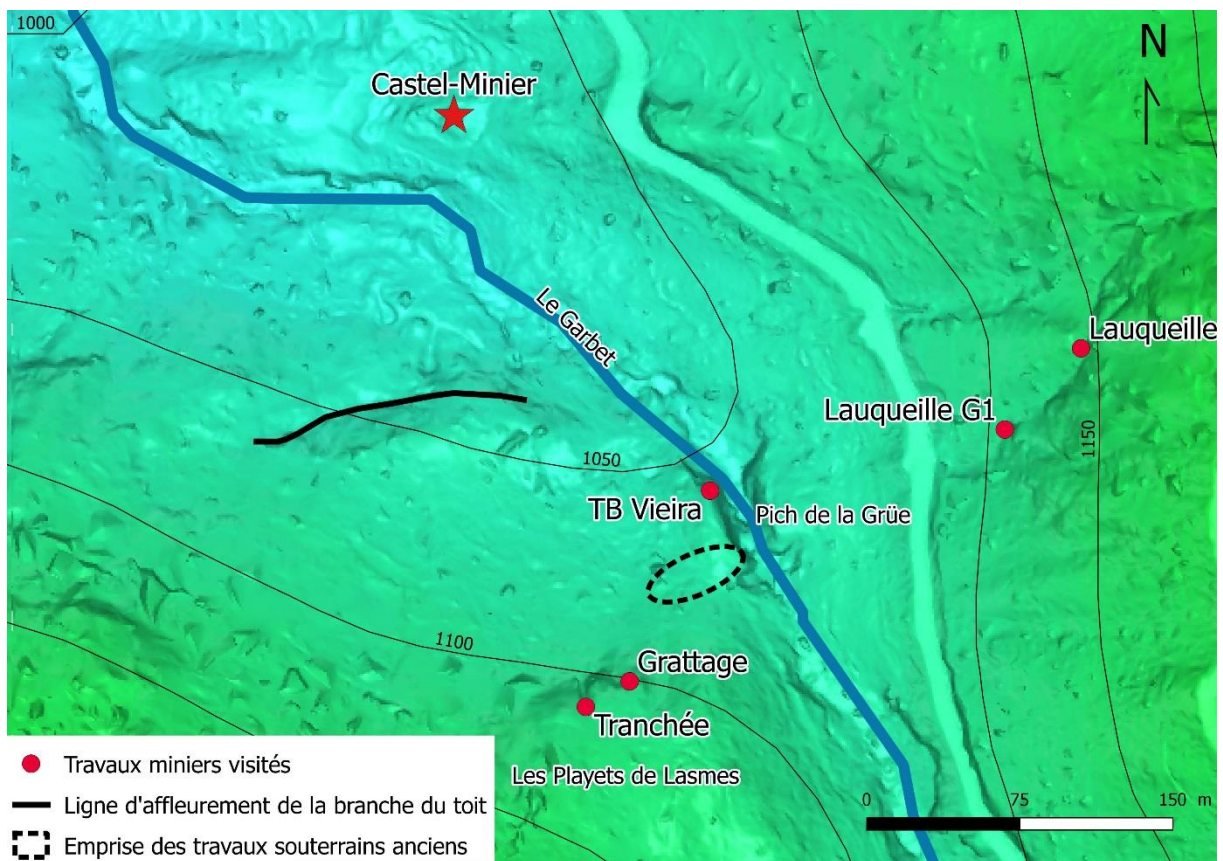 1000
N
Castel-Minier
Le Garbet
Lauqueille
Lauqueille G1
1150
1050
TB Vieira
Pich de la Grüe
1100
Grattage
Tranchée
Les Playets de Lasmes
Travaux miniers visités
Ligne d'affleurement de la branche du toit
Emprise des travaux souterrains anciens
0 75 150 m